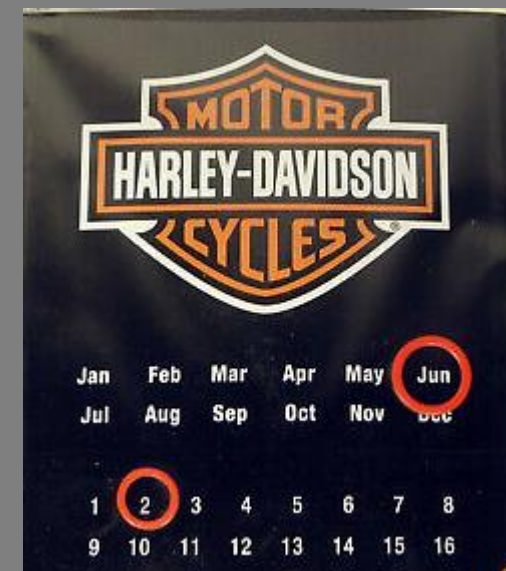 MOTOR
HARLEY-DAVIDSON
CYCLES
®
Jan Feb Mar Apr May Jun
Jul Aug Sep Oct Nov Dec
1 2 3 4 5 6 7 8
9 10 11 12 13 14 15 16